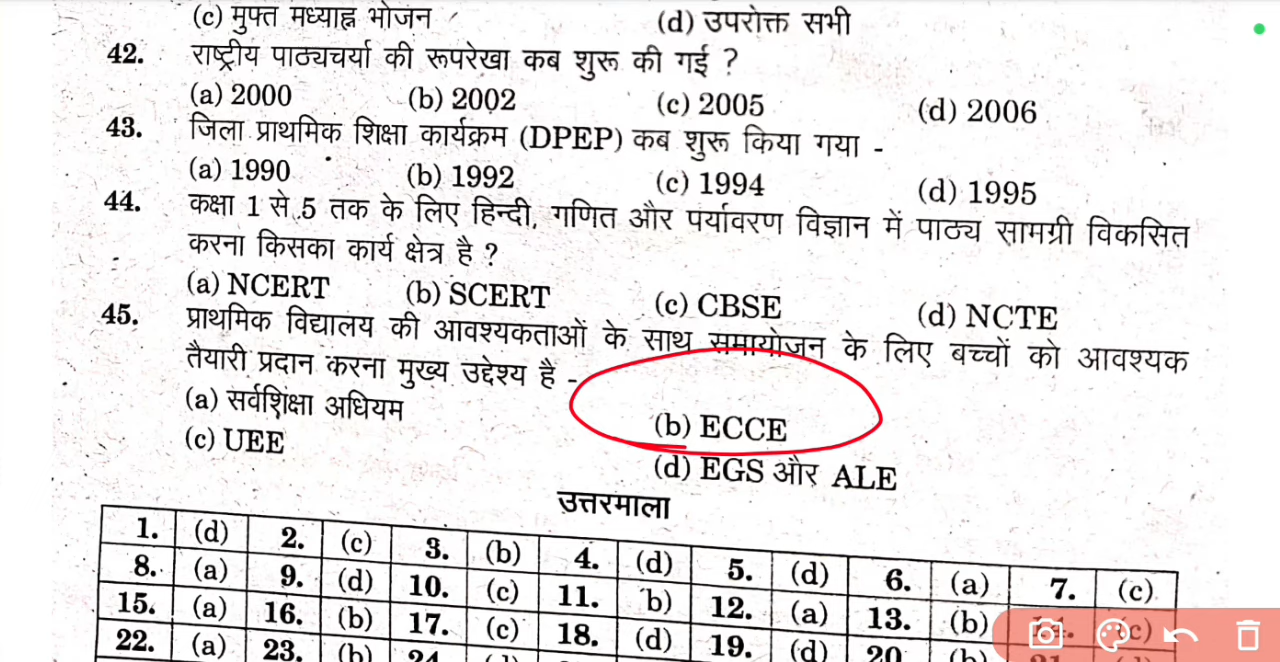 (c) मुफ्त मध्याह्न भोजन (d) उपरोक्त सभी
42. राष्ट्रीय पाठ्यचर्या की रूपरेखा कब शुरू की गई ?
(a) 2000 (b) 2002 (c) 2005 (d) 2006
43. जिला प्राथमिक शिक्षा कार्यक्रम (DPEP) कब शुरू किया गया -
(a) 1990 (b) 1992 (c) 1994 (d) 1995
44. कक्षा 1 से 5 तक के लिए हिन्दी, गणित और पर्यावरण विज्ञान में पाठ्य सामग्री विकसित
करना किसका कार्य क्षेत्र है ?
(a) NCERT (b) SCERT (c) CBSE (d) NCTE
45. प्राथमिक विद्यालय की आवश्यकताओं के साथ समायोजन के लिए बच्चों को आवश्यक
तैयारी प्रदान करना मुख्य उद्देश्य है -
(a) सर्वशिक्षा अधियम (b) ECCE
(c) UEE (d) EGS और ALE
उत्तरमाला
1. (d) 2. (c) 3. (b) 4. (d) 5. (d) 6. (a) 7. (c)
8. (a) 9. (d) 10. (c) 11. b) 12. (a) 13. (b) c)
15. (a) 16. (b) 17. (c) 18. (d) 19. (d) 20. (b)
22. (a) 23. (b)